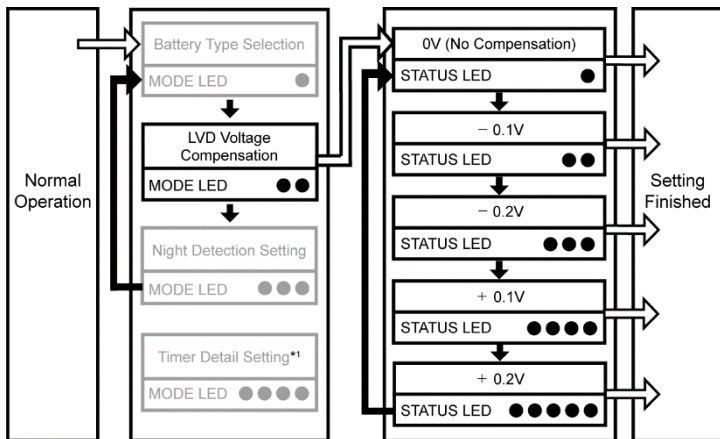 Normal
Operation
Battery Type Selection
MODE LED
LVD Voltage
Compensation
MODE LED
Night Detection Setting
MODE LED
Timer Detail Setting*1
MODE LED
0V (No Compensation)
STATUS LED
− 0.1V
STATUS LED
− 0.2V
STATUS LED
+ 0.1V
STATUS LED
+ 0.2V
STATUS LED
Setting
Finished